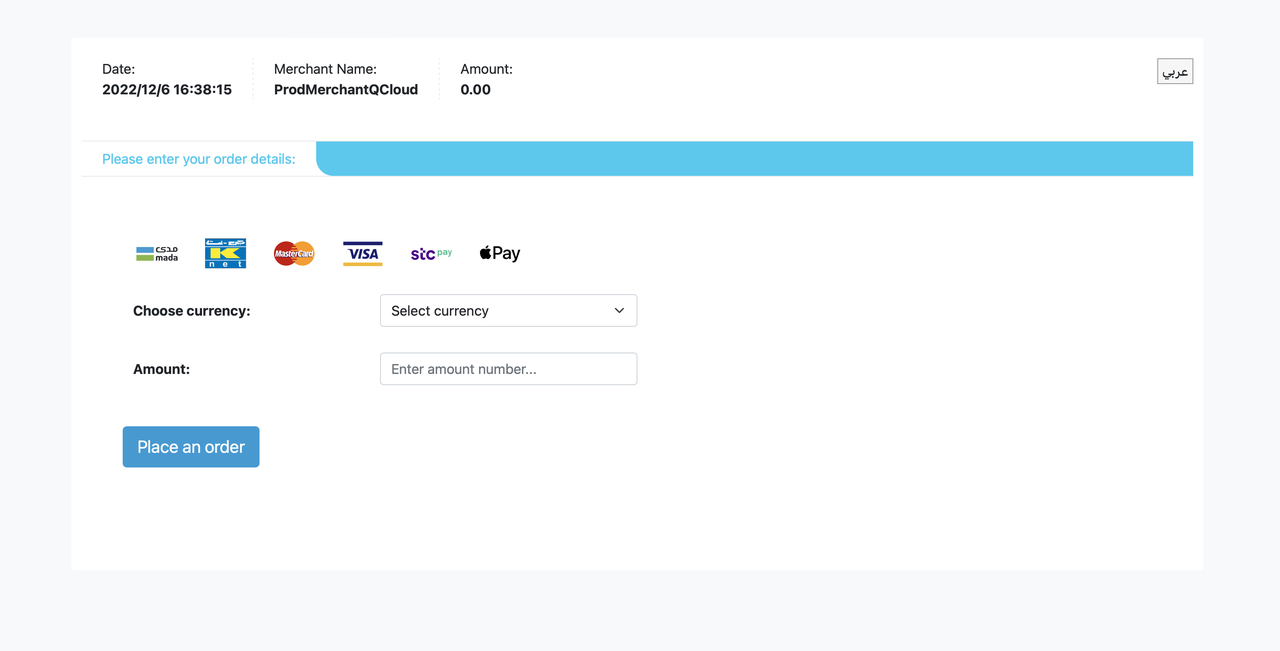 Date:
2022/12/6 16:38:15
Merchant Name:
ProdMerchantQCloud
Amount:
0.00
عربي
Please enter your order details:
مدى
mada
كي-نت
K
net
MasterCard
VISA
stc pay
Pay
Choose currency:
Select currency
Amount:
Enter amount number...
Place an order